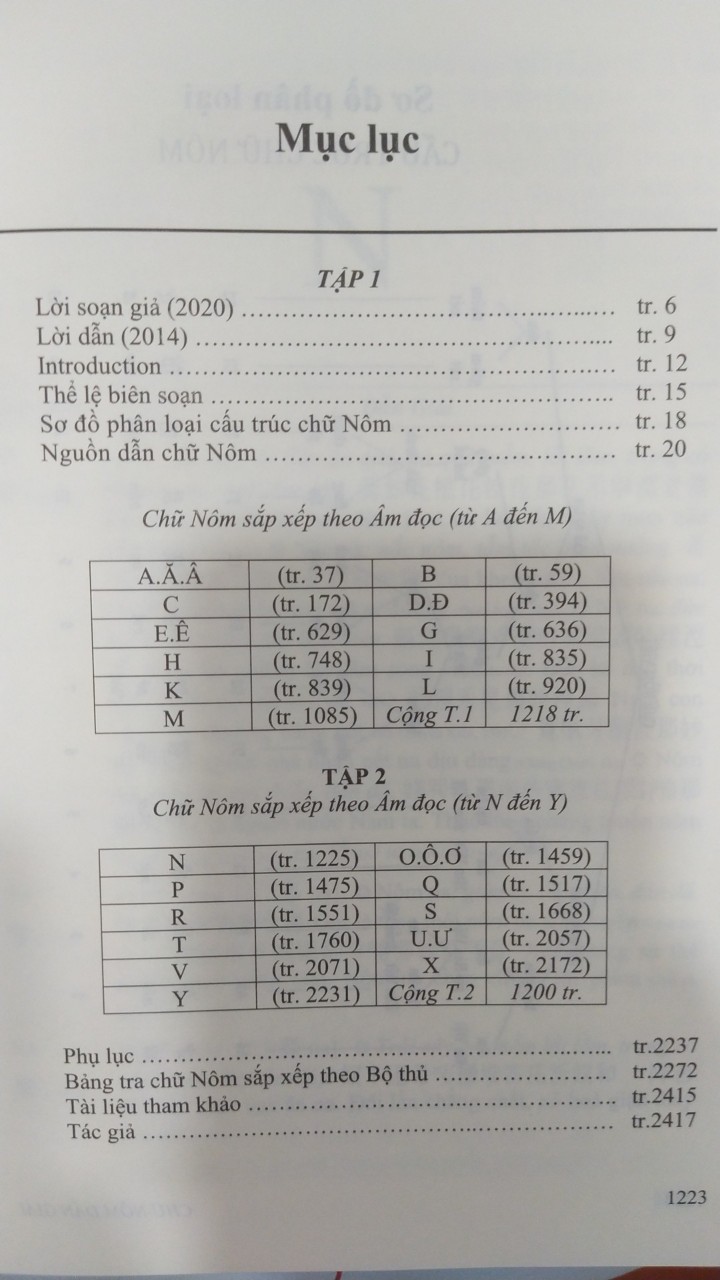 Mục lục
TẬP 1
Lời soạn giả (2020) ........................................................ tr. 6
Lời dẫn (2014) ........................................................ tr. 9
Introduction ........................................................ tr. 12
Thể lệ biên soạn ........................................................ tr. 15
Sơ đồ phân loại cấu trúc chữ Nôm .............................. tr. 18
Nguồn dẫn chữ Nôm .............................................. tr. 20
Chữ Nôm sắp xếp theo Âm đọc (từ A đến M)
A.Ă.Â (tr. 37) B (tr. 59)
C (tr. 172) D.Đ (tr. 394)
E.Ê (tr. 629) G (tr. 636)
H (tr. 748) I (tr. 835)
K (tr. 839) L (tr. 920)
M (tr. 1085) Cộng T.1 1218 tr.
TẬP 2
Chữ Nôm sắp xếp theo Âm đọc (từ N đến Y)
N (tr. 1225) O.Ô.Ơ (tr. 1459)
P (tr. 1475) Q (tr. 1517)
R (tr. 1551) S (tr. 1668)
T (tr. 1760) U.Ư (tr. 2057)
V (tr. 2071) X (tr. 2172)
Y (tr. 2231) Cộng T.2 1200 tr.
Phụ lục ........................................................ tr.2237
Bảng tra chữ Nôm sắp xếp theo Bộ thủ ...................... tr.2272
Tài liệu tham khảo .............................................. tr.2415
Tác giả ........................................................ tr.2417
1223